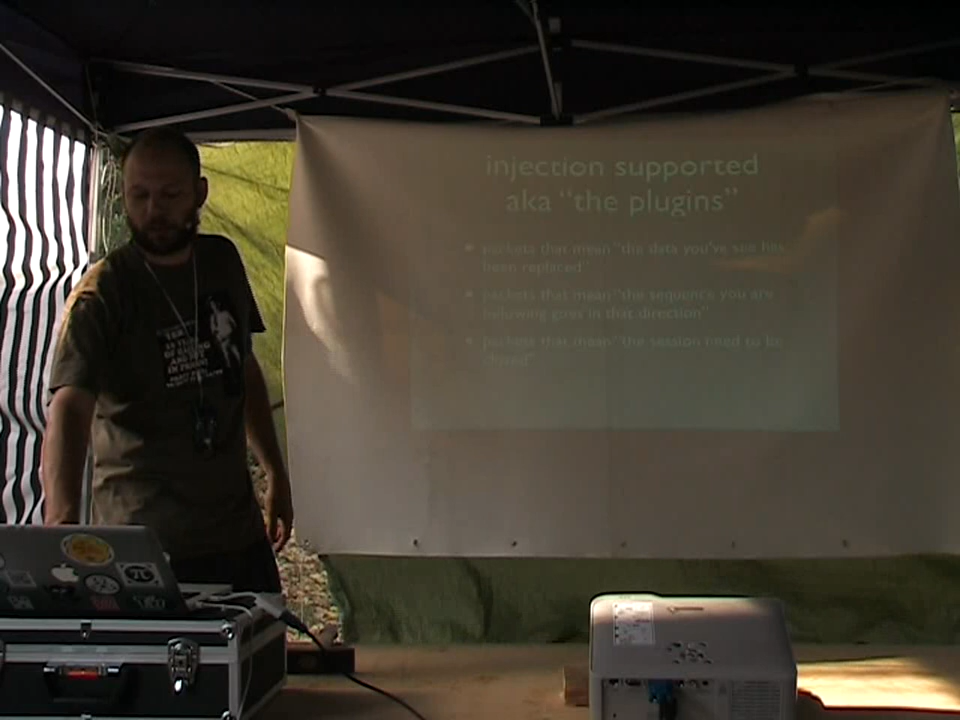 injection supported
aka “the plugins”
• packets that mean “the data you've see has
been replaced”
• packets that mean “the sequence you are
following goes in that direction”
• packets that mean “the session need to be
closed”